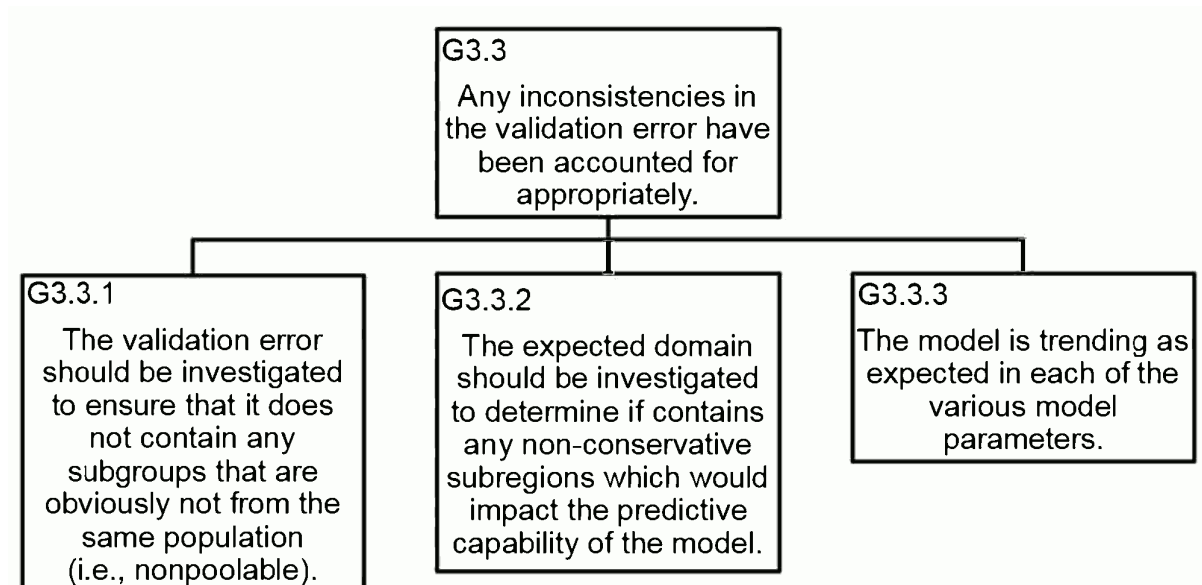 G3.3
Any inconsistencies in
the validation error have
been accounted for
appropriately.
G3.3.1
The validation error
should be investigated
to ensure that it does
not contain any
subgroups that are
obviously not from the
same population
(i.e., nonpoolable).
G3.3.2
The expected domain
should be investigated
to determine if contains
any non-conservative
subregions which would
impact the predictive
capability of the model.
G3.3.3
The model is trending as
expected in each of the
various model
parameters.